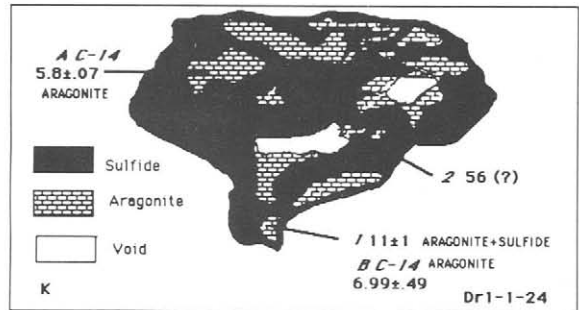 A C-14
5.8±.07
ARAGONITE
Sulfide
Aragonite
Void
K
2 56 (?)
1 11±1 ARAGONITE+SULFIDE
B C-14 ARAGONITE
6.99±.49
Dr1-1-24